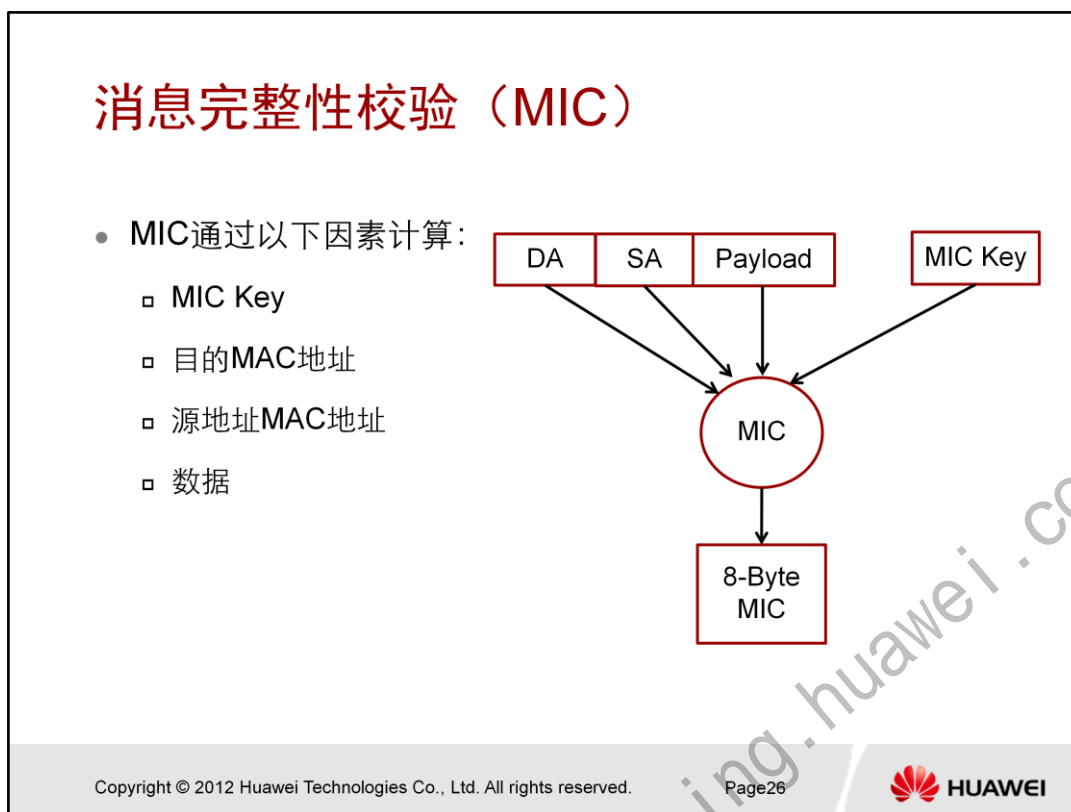 消息完整性校验（MIC）
MIC通过以下因素计算：
MIC Key
目的MAC地址
源地址MAC地址
数据
DA SA Payload MIC Key
MIC
8-Byte
MIC
ing.huawei.co
Copyright © 2012 Huawei Technologies Co., Ltd. All rights reserved.
Page26
HUAWEI